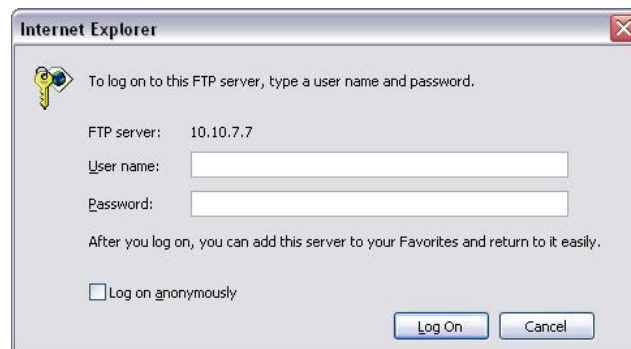 Internet Explorer
To log on to this FTP server, type a user name and password.
FTP server: 10.10.7.7
User name:
Password:
After you log on, you can add this server to your Favorites and return to it easily.
Log on anonymously
Log On Cancel